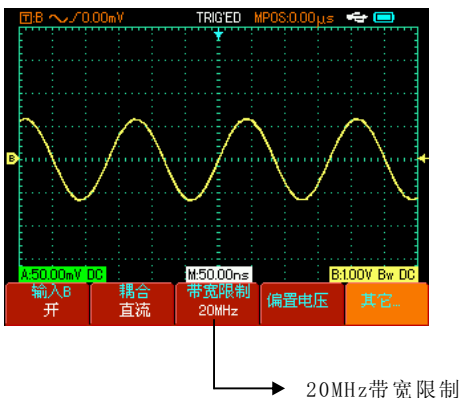 T:B 0.00mV TRIG'ED MPOS:0.00μs
B
A:50.00mV DC M:50.00ns B:1.00V Bw DC
输入B 耦合 带宽限制 偏置电压 其它...
开 直流 20MHz
20MHz带宽限制